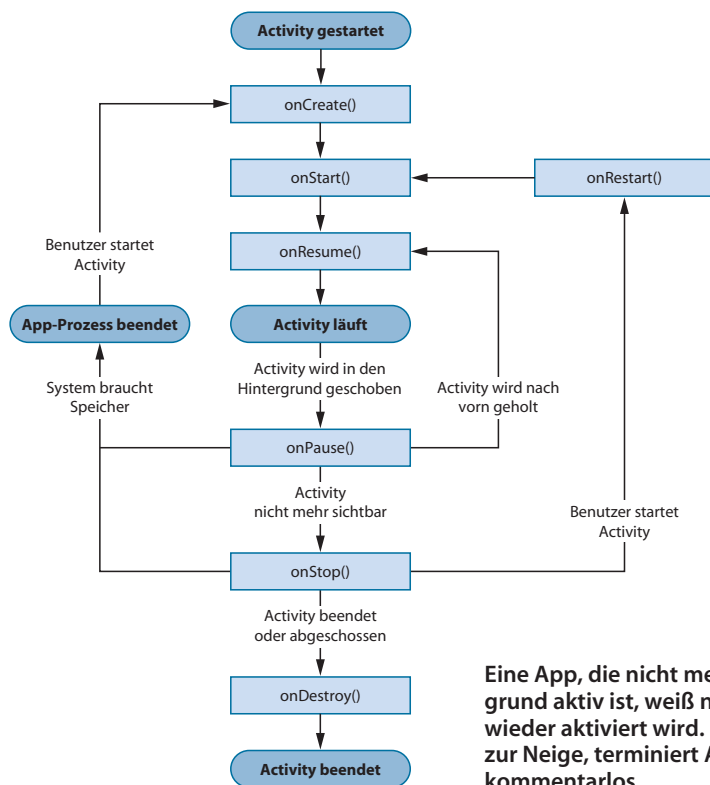 Activity gestartet
onCreate()
onStart()
onRestart()
onResume()
Benutzer startet
Activity
App-Prozess beendet
Activity läuft
System braucht
Speicher
Activity wird in den
Hintergrund geschoben
Activity wird nach
vorn geholt
onPause()
Activity
nicht mehr sichtbar
Benutzer startet
Activity
onStop()
Activity beendet
oder abgeschossen
onDestroy()
Activity beendet
Eine App, die nicht
grund aktiv ist, weiß
wieder aktiviert wird.
zur Neige, terminiert
kommentarlos